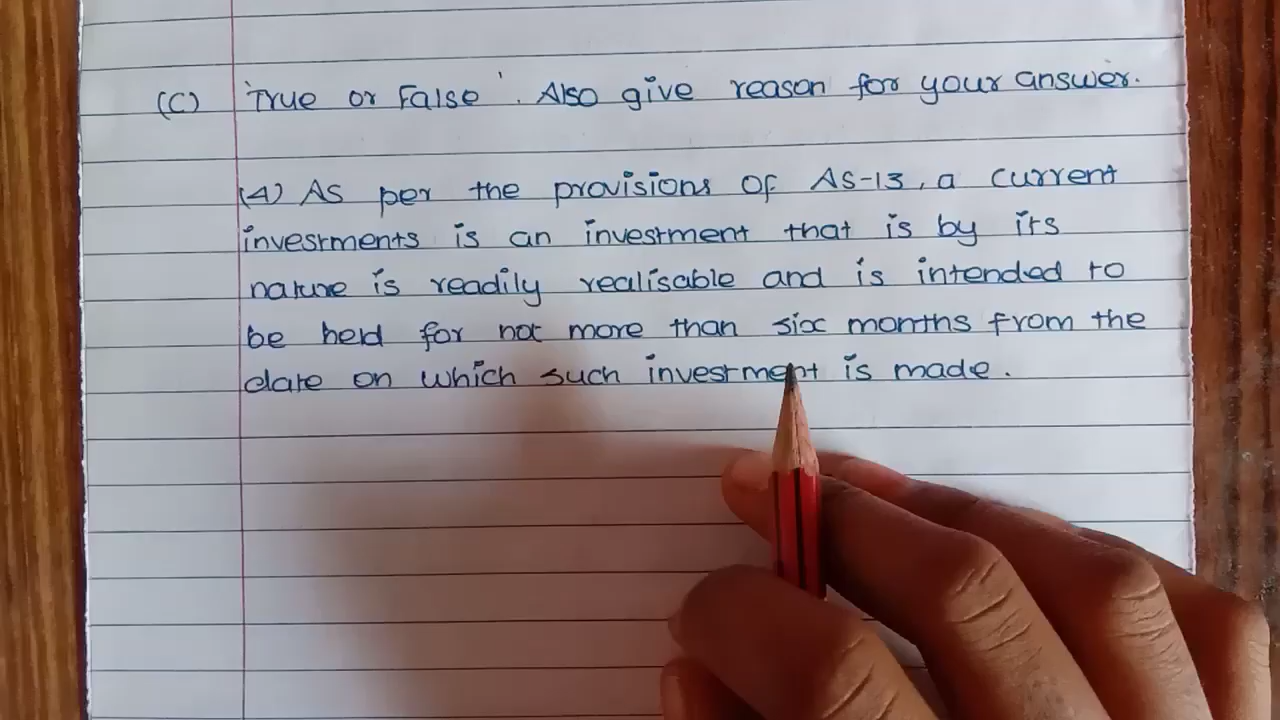 (C) 'True or False'. Also give reason for your answer.
(4) As per the provisions of AS-13, a current
investments is an investment that is by its
nature is readily realisable and is intended to
be held for not more than six months from the
date on which such investment is made.